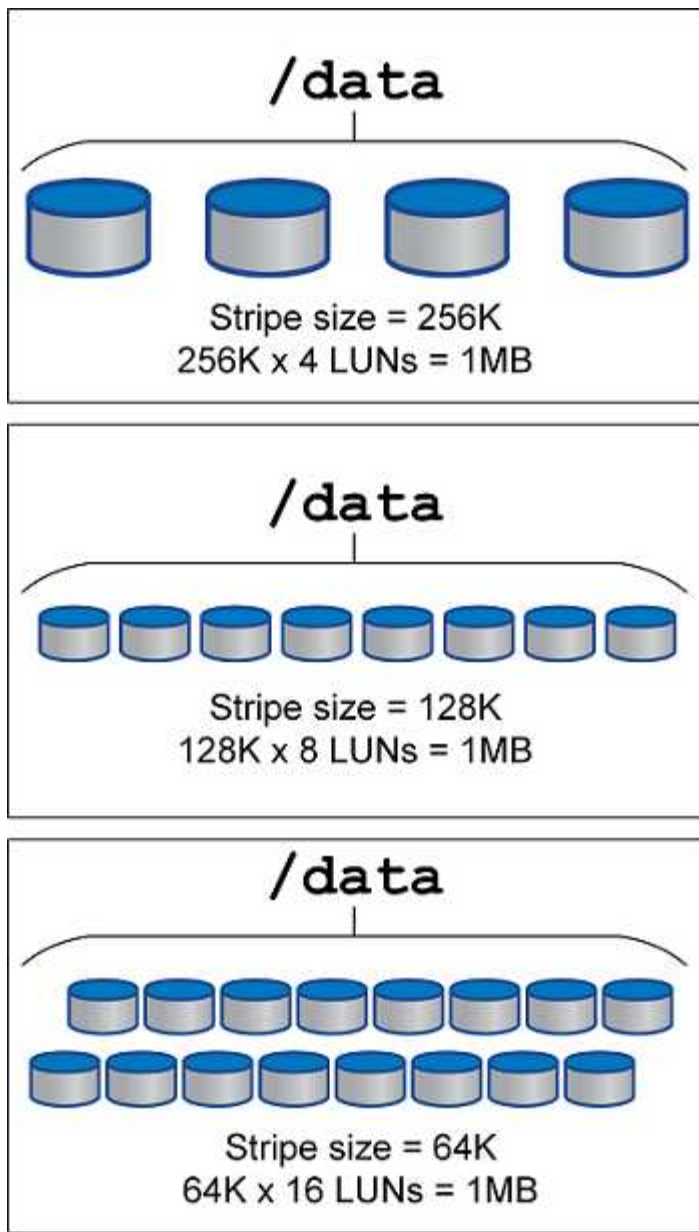 /data
Stripe size = 256K
256K x 4 LUNs = 1MB
/data
Stripe size = 128K
128K x 8 LUNs = 1MB
/data
Stripe size = 64K
64K x 16 LUNs = 1MB